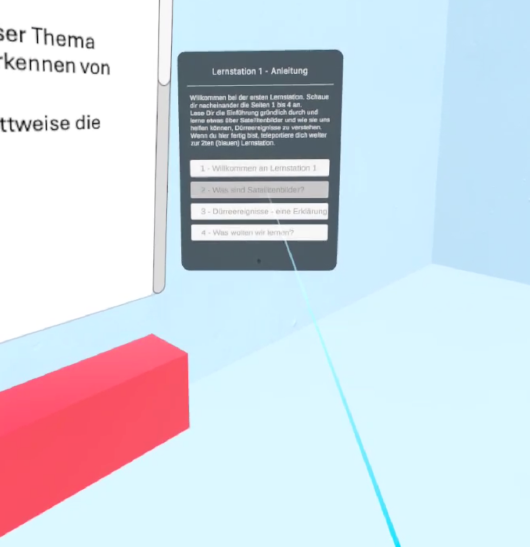 ser Thema
rkennen von
ttweise die
Lernstation 1 - Anleitung
Willkommen bei der ersten Lernstation. Schaue
dir nacheinander die Seiten 1 bis 4 an.
Lese Dir die Einführung gründlich durch und
lerne etwas über Satellitenbilder und wie sie uns
helfen können, Dürreereignisse zu verstehen.
Wenn du hier fertig bist, teleportiere dich weiter
zur 2ten (blauen) Lernstation.
1 - Willkommen an Lernstation 1
2 - Was sind Satellitenbilder?
3 - Dürreereignisse - eine Erklärung
4 - Was wollen wir lernen?